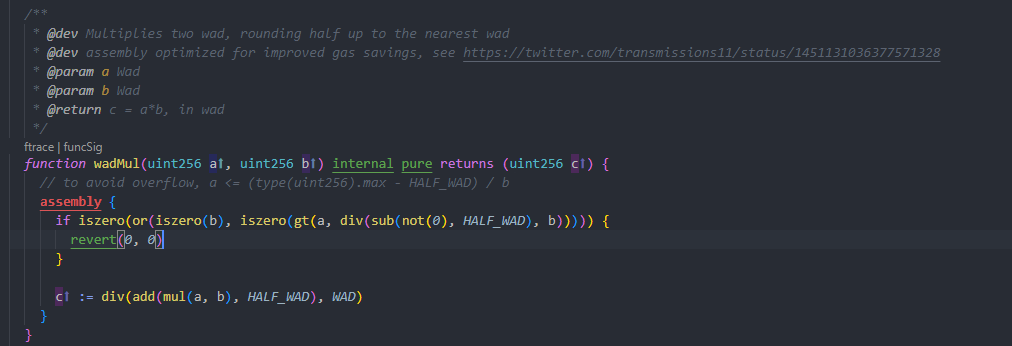 /**
 * @dev Multiplies two wad, rounding half up to the nearest wad
 * @dev assembly optimized for improved gas savings, see https://twitter.com/transmissions11/status/1451131036377571328
 * @param a Wad
 * @param b Wad
 * @return c = a*b, in wad
 */
ftrace | funcSig
function wadMul(uint256 a↑, uint256 b↑) internal pure returns (uint256 c↑) {
  // to avoid overflow, a <= (type(uint256).max - HALF_WAD) / b
  assembly {
    if iszero(or(iszero(b), iszero(gt(a, div(sub(not(0), HALF_WAD), b))))) {
      revert(0, 0)
    }
    c↑ := div(add(mul(a, b), HALF_WAD), WAD)
  }
}